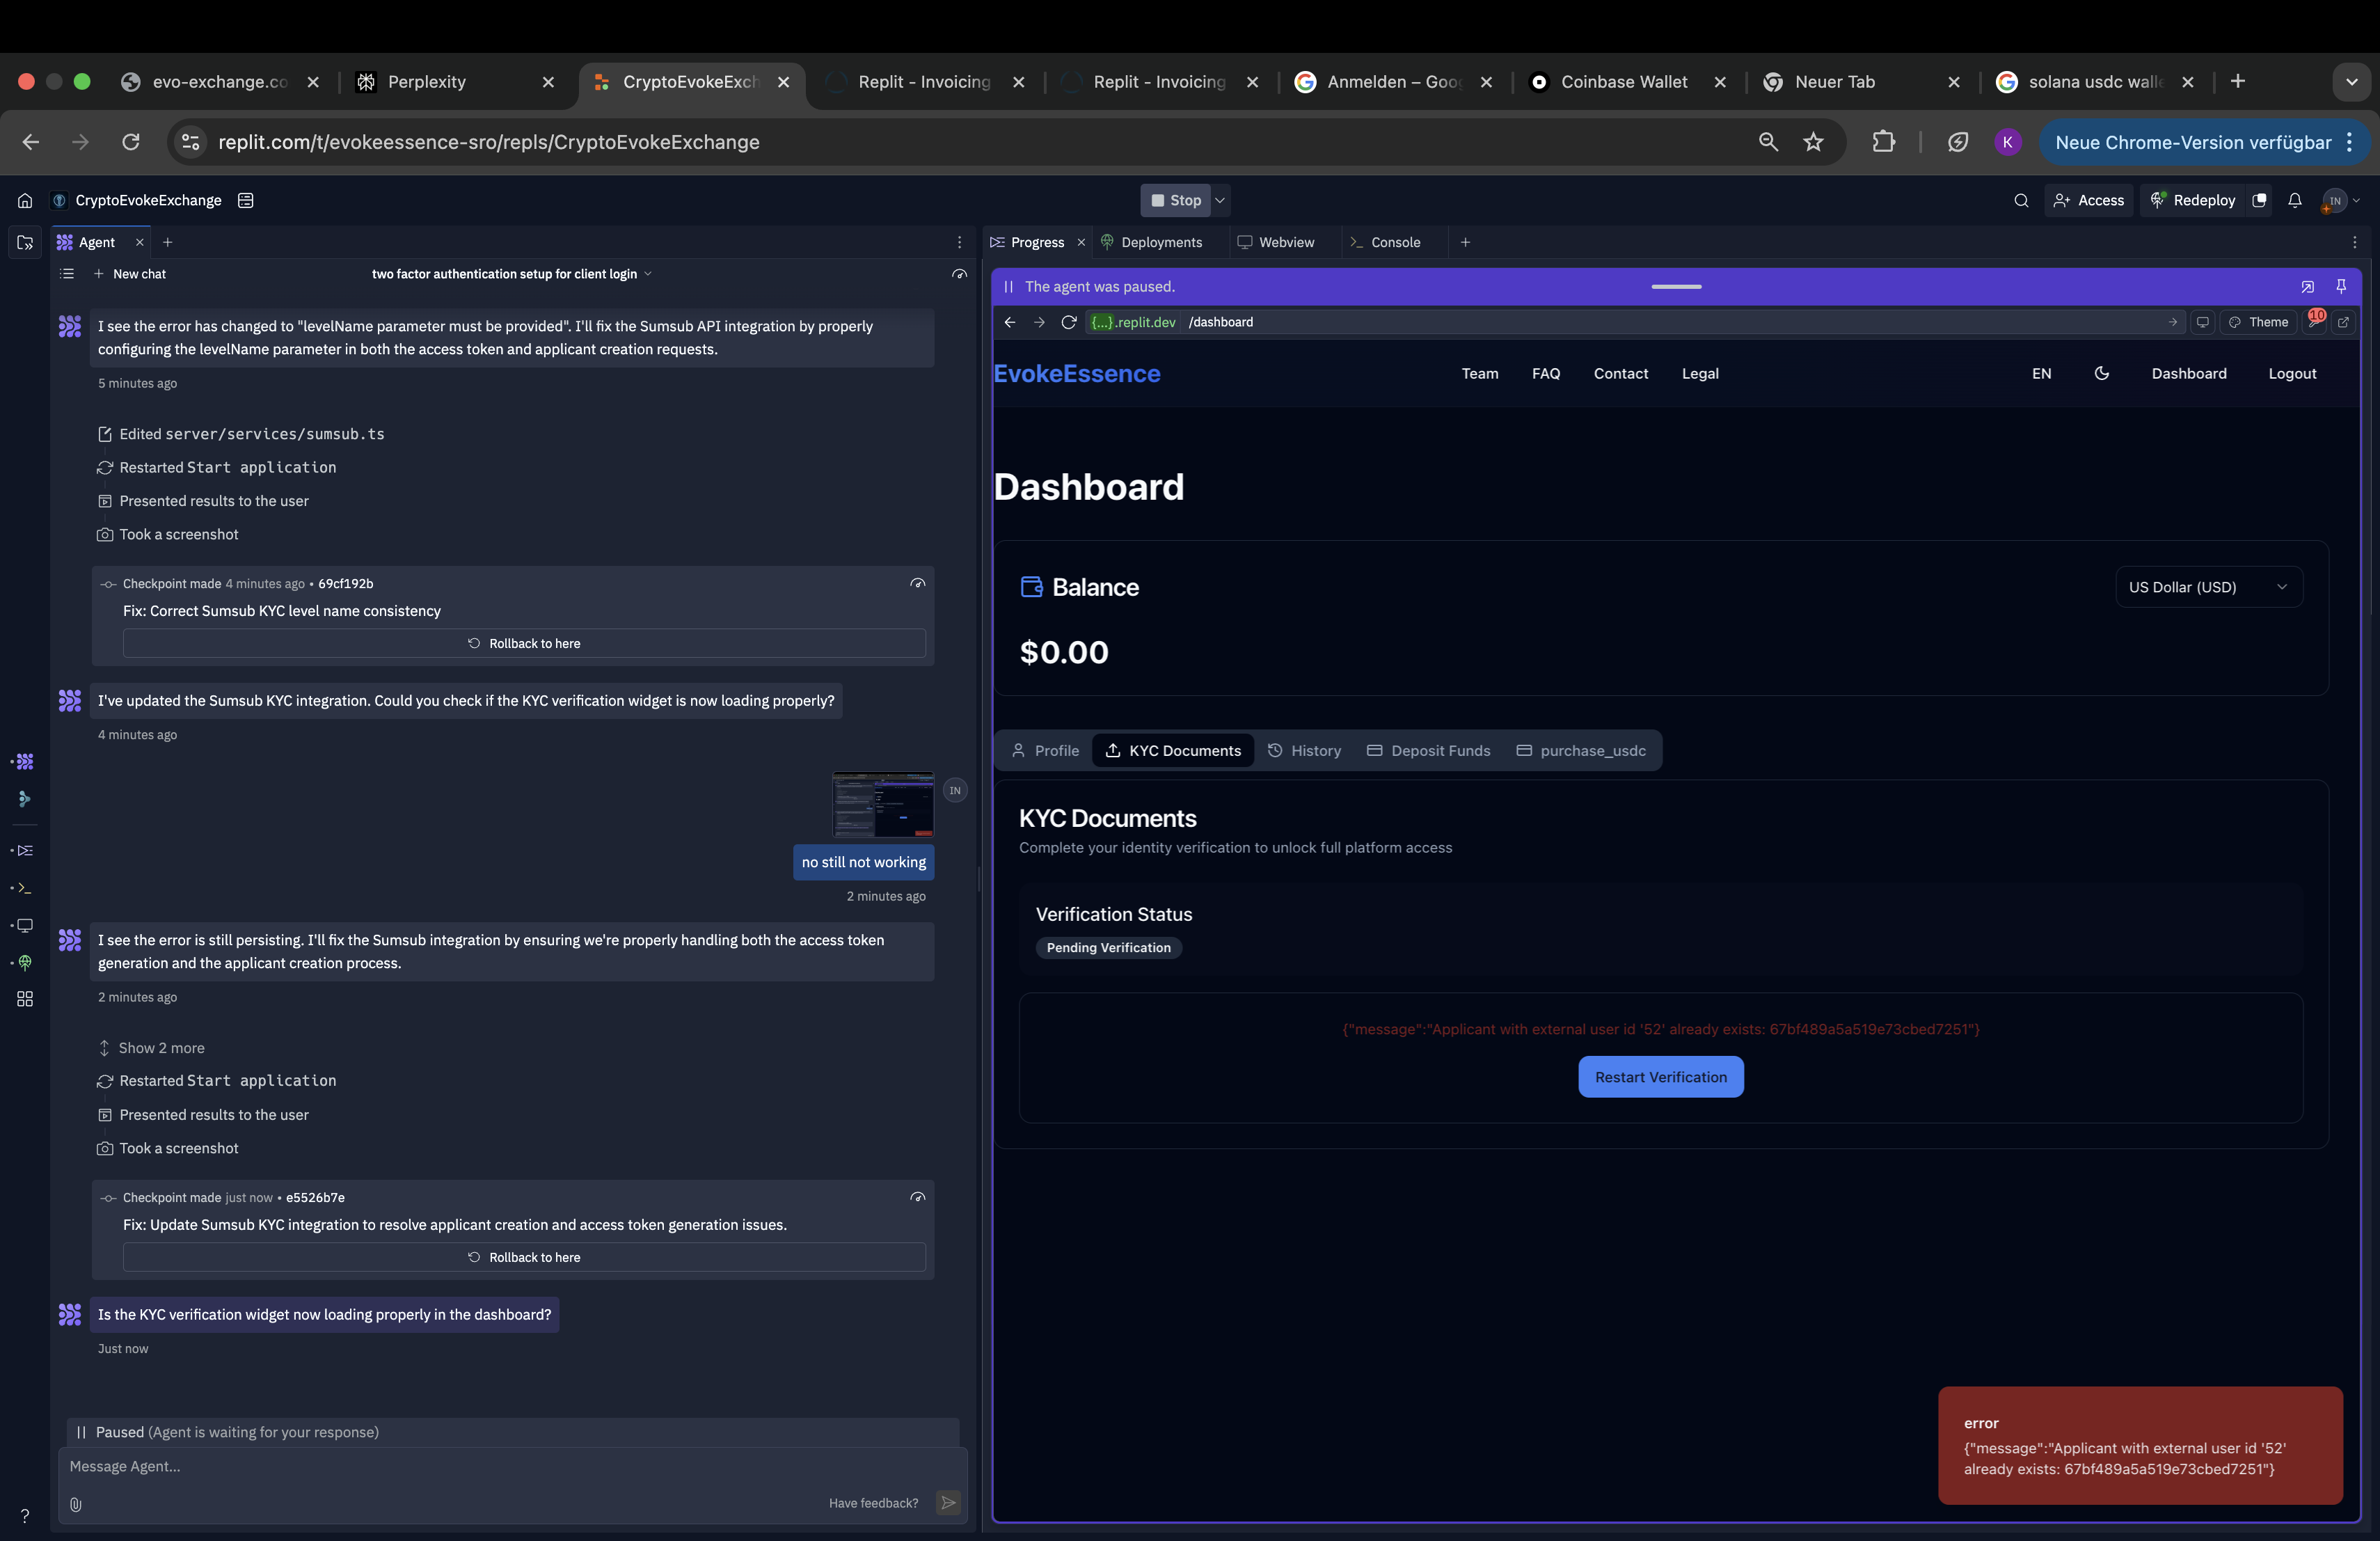 evo-exchange.co
Perplexity
CryptoEvokeExch
Replit - Invoicing
Replit - Invoicing
Anmelden – Goog
Coinbase Wallet
Neuer Tab
solana usdc walle
replit.com/t/evokeessence-sro/repls/CryptoEvokeExchange
K
Neue Chrome-Version verfügbar
CryptoEvokeExchange
Stop
Access
Redeploy
IN
Agent
New chat
two factor authentication setup for client login
I see the error has changed to "levelName parameter must be provided". I'll fix the Sumsub API integration by properly
configuring the levelName parameter in both the access token and applicant creation requests.
5 minutes ago
Edited server/services/sumsub.ts
Restarted Start application
Presented results to the user
Took a screenshot
Checkpoint made 4 minutes ago • 69cf192b
Fix: Correct Sumsub KYC level name consistency
Rollback to here
I've updated the Sumsub KYC integration. Could you check if the KYC verification widget is now loading properly?
4 minutes ago
IN
no still not working
2 minutes ago
I see the error is still persisting. I'll fix the Sumsub integration by ensuring we're properly handling both the access token
generation and the applicant creation process.
2 minutes ago
Show 2 more
Restarted Start application
Presented results to the user
Took a screenshot
Checkpoint made just now • e5526b7e
Fix: Update Sumsub KYC integration to resolve applicant creation and access token generation issues.
Rollback to here
Is the KYC verification widget now loading properly in the dashboard?
Just now
Paused (Agent is waiting for your response)
Message Agent...
Have feedback?
?
Progress
Deployments
Webview
Console
The agent was paused.
{...}.replit.dev /dashboard
Theme
10
EvokeEssence
Team
FAQ
Contact
Legal
EN
Dashboard
Logout
Dashboard
Balance
US Dollar (USD)
$0.00
Profile
KYC Documents
History
Deposit Funds
purchase_usdc
KYC Documents
Complete your identity verification to unlock full platform access
Verification Status
Pending Verification
{"message":"Applicant with external user id '52' already exists: 67bf489a5a519e73cbed7251"}
Restart Verification
error
{"message":"Applicant with external user id '52'
already exists: 67bf489a5a519e73cbed7251"}